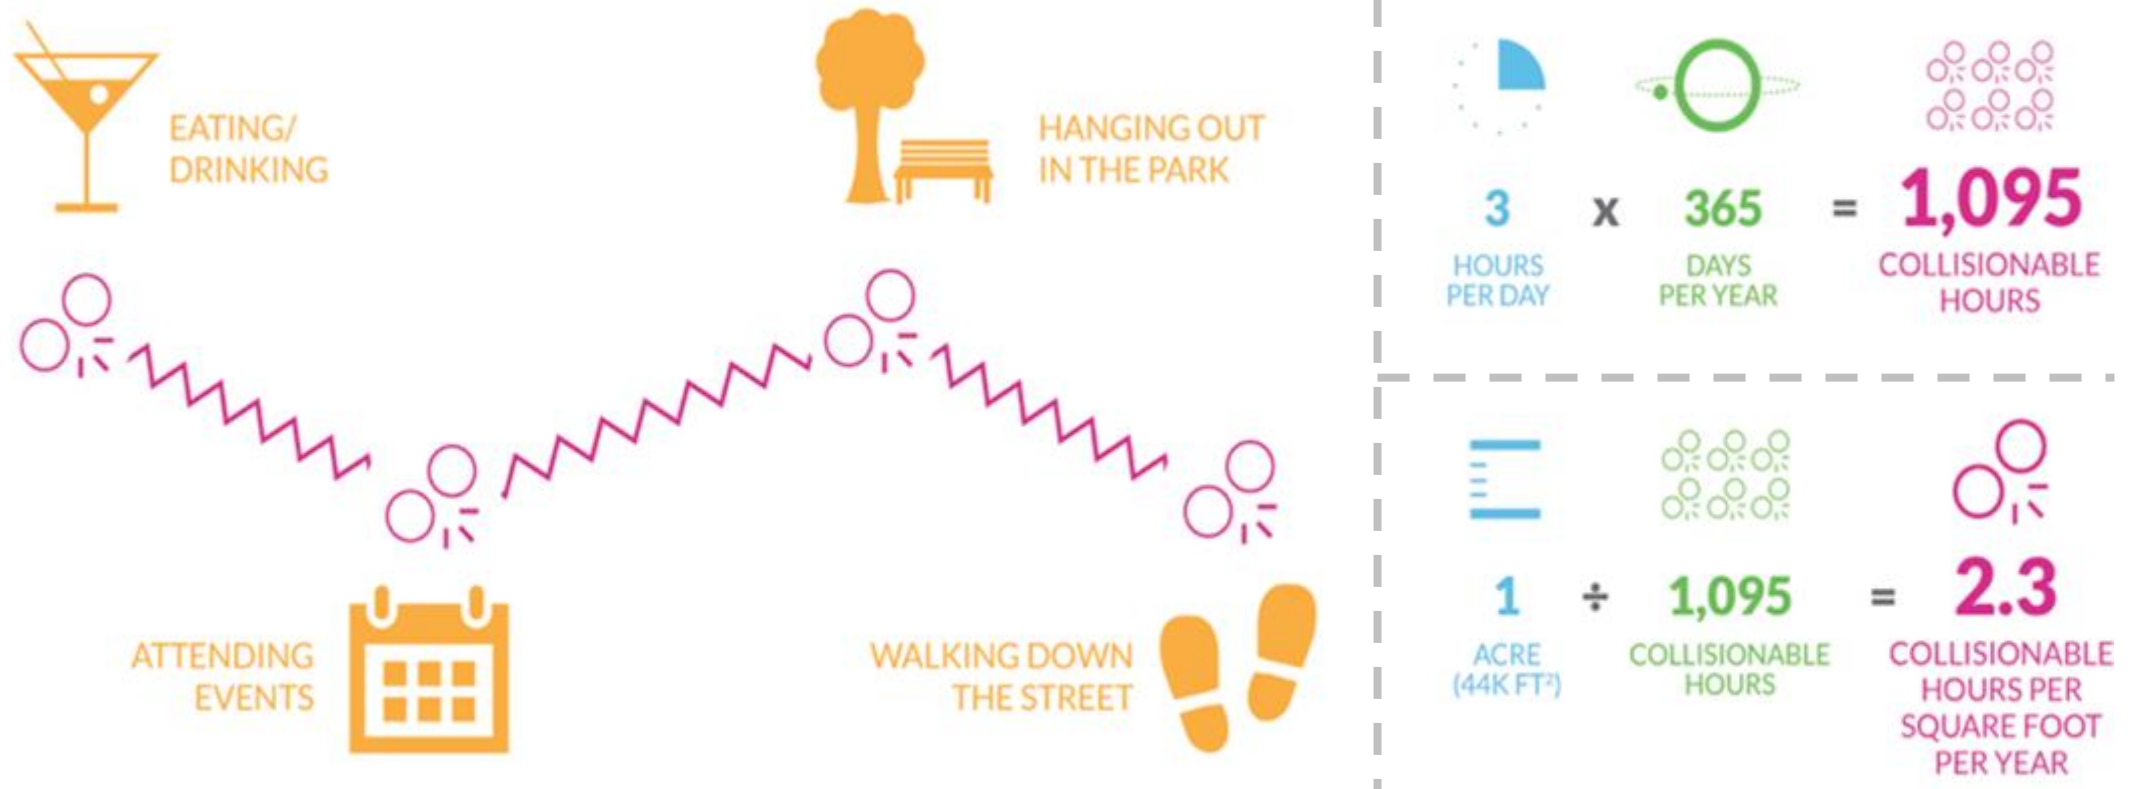 EATING/
DRINKING
HANGING OUT
IN THE PARK
ATTENDING
EVENTS
WALKING DOWN
THE STREET
3 x 365 = 1,095
HOURS
PER DAY
DAYS
PER YEAR
COLLISIONABLE
HOURS
1 ÷ 1,095 = 2.3
ACRE
(44K FT²)
COLLISIONABLE
HOURS
COLLISIONABLE
HOURS PER
SQUARE FOOT
PER YEAR